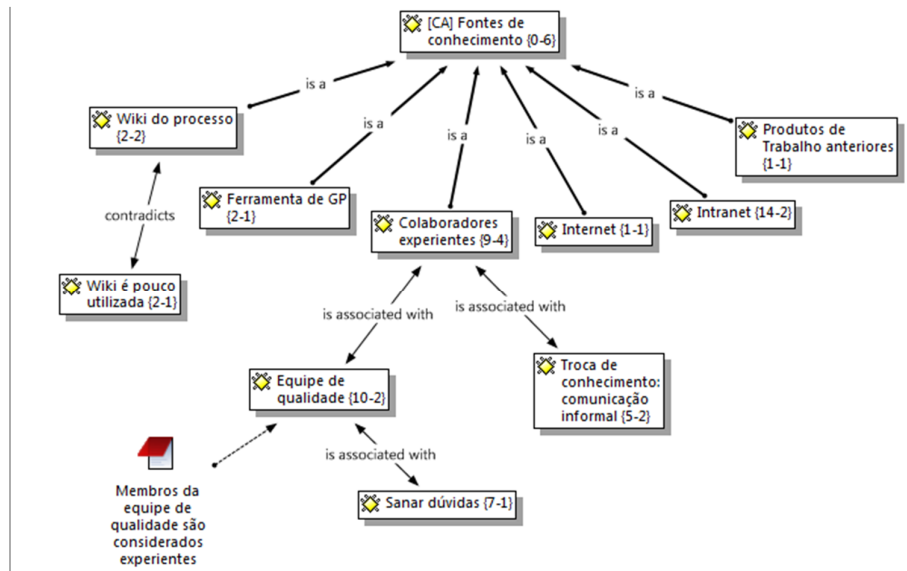 [CA] Fontes de
conhecimento {0-6}
is a
is a
is a
is a
is a
is a
Wiki do processo
{2-2}
Produtos de
Trabalho anteriores
{1-1}
Ferramenta de GP
{2-1}
Colaboradores
experientes {9-4}
Internet {1-1}
Intranet {14-2}
contradicts
Wiki é pouco
utilizada {2-1}
is associated with
is associated with
Equipe de
qualidade {10-2}
Troca de
conhecimento:
comunicação
informal {5-2}
is associated with
Membros da
equipe de
qualidade são
considerados
experientes
Sanar dúvidas {7-1}